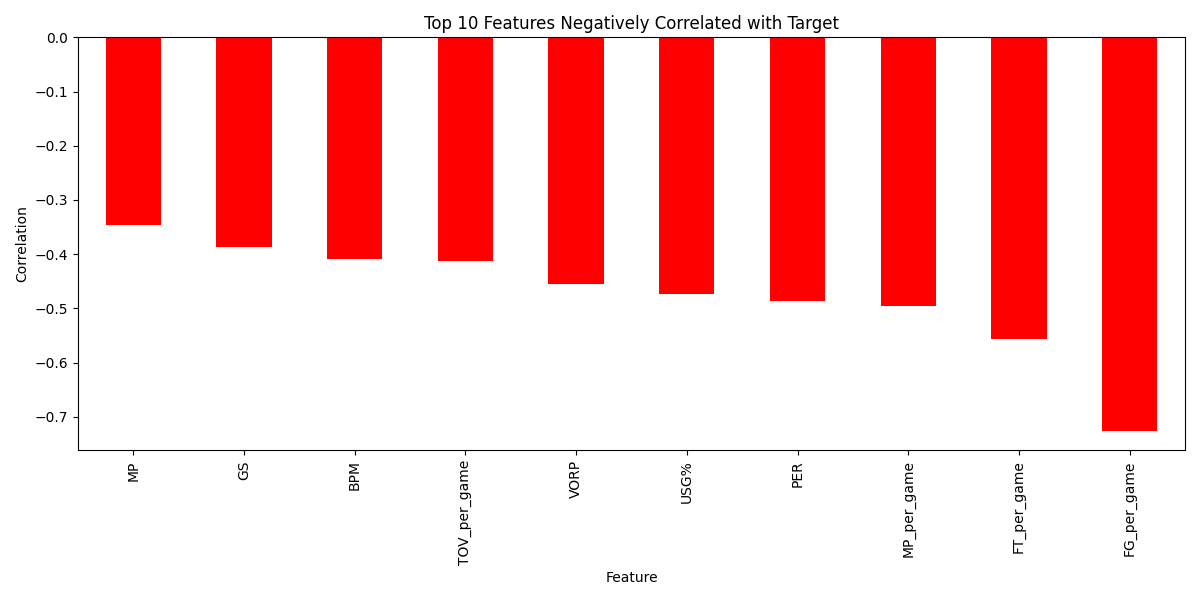 Top 10 Features Negatively Correlated with Target
0.0
−0.1
−0.2
−0.3
−0.4
−0.5
−0.6
−0.7
Correlation
MP
GS
BPM
TOV_per_game
VORP
USG%
PER
MP_per_game
FT_per_game
FG_per_game
Feature